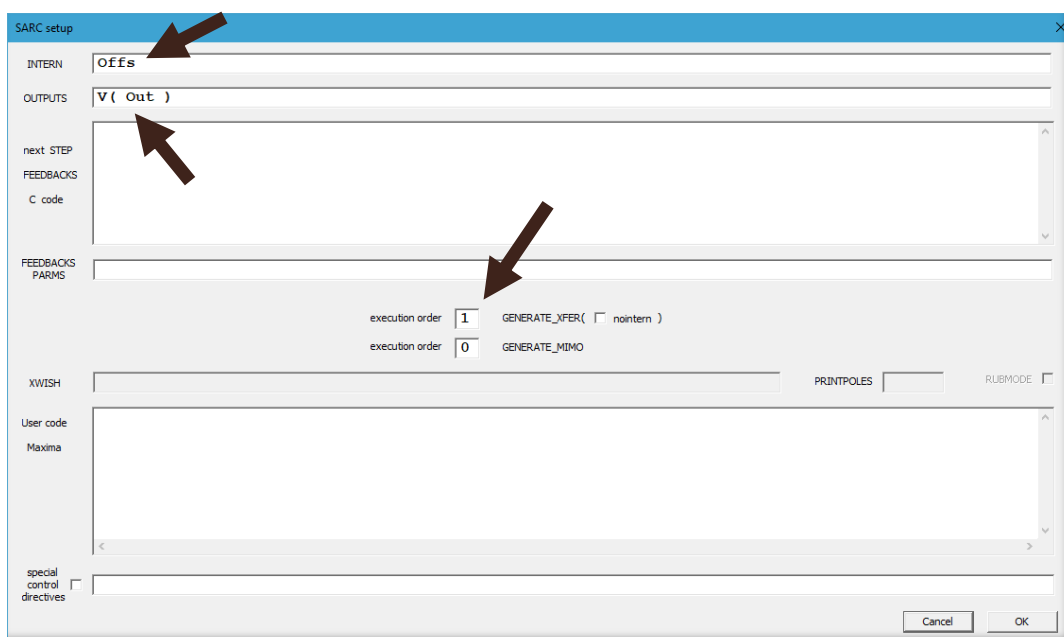 SARC setup
INTERN Offs
OUTPUTS V( Out )
next STEP
FEEDBACKS
C code
FEEDBACKS
PARMS
execution order 1 GENERATE_XFER( nointern )
execution order 0 GENERATE_MIMO
XWISH PRINTPOLES RUBMODE
User code
Maxima
special
control
directives
Cancel OK